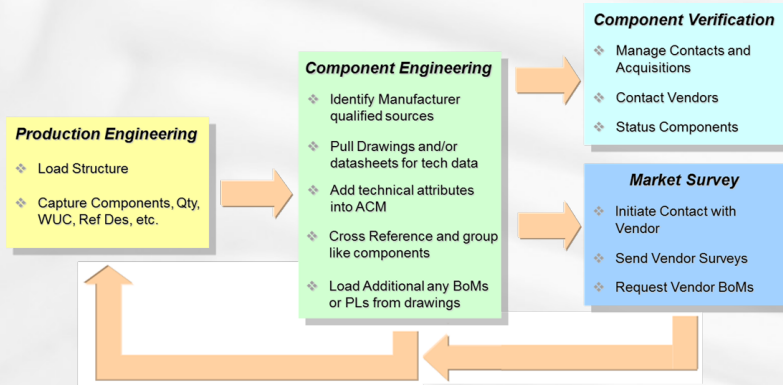 Production Engineering
Load Structure
Capture Components, Qty,
WUC, Ref Des, etc.
Component Engineering
Identify Manufacturer
qualified sources
Pull Drawings and/or
datasheets for tech data
Add technical attributes
into ACM
Cross Reference and group
like components
Load Additional any BoMs
or PLs from drawings
Component Verification
Manage Contacts and
Acquisitions
Contact Vendors
Status Components
Market Survey
Initiate Contact with
Vendor
Send Vendor Surveys
Request Vendor BoMs